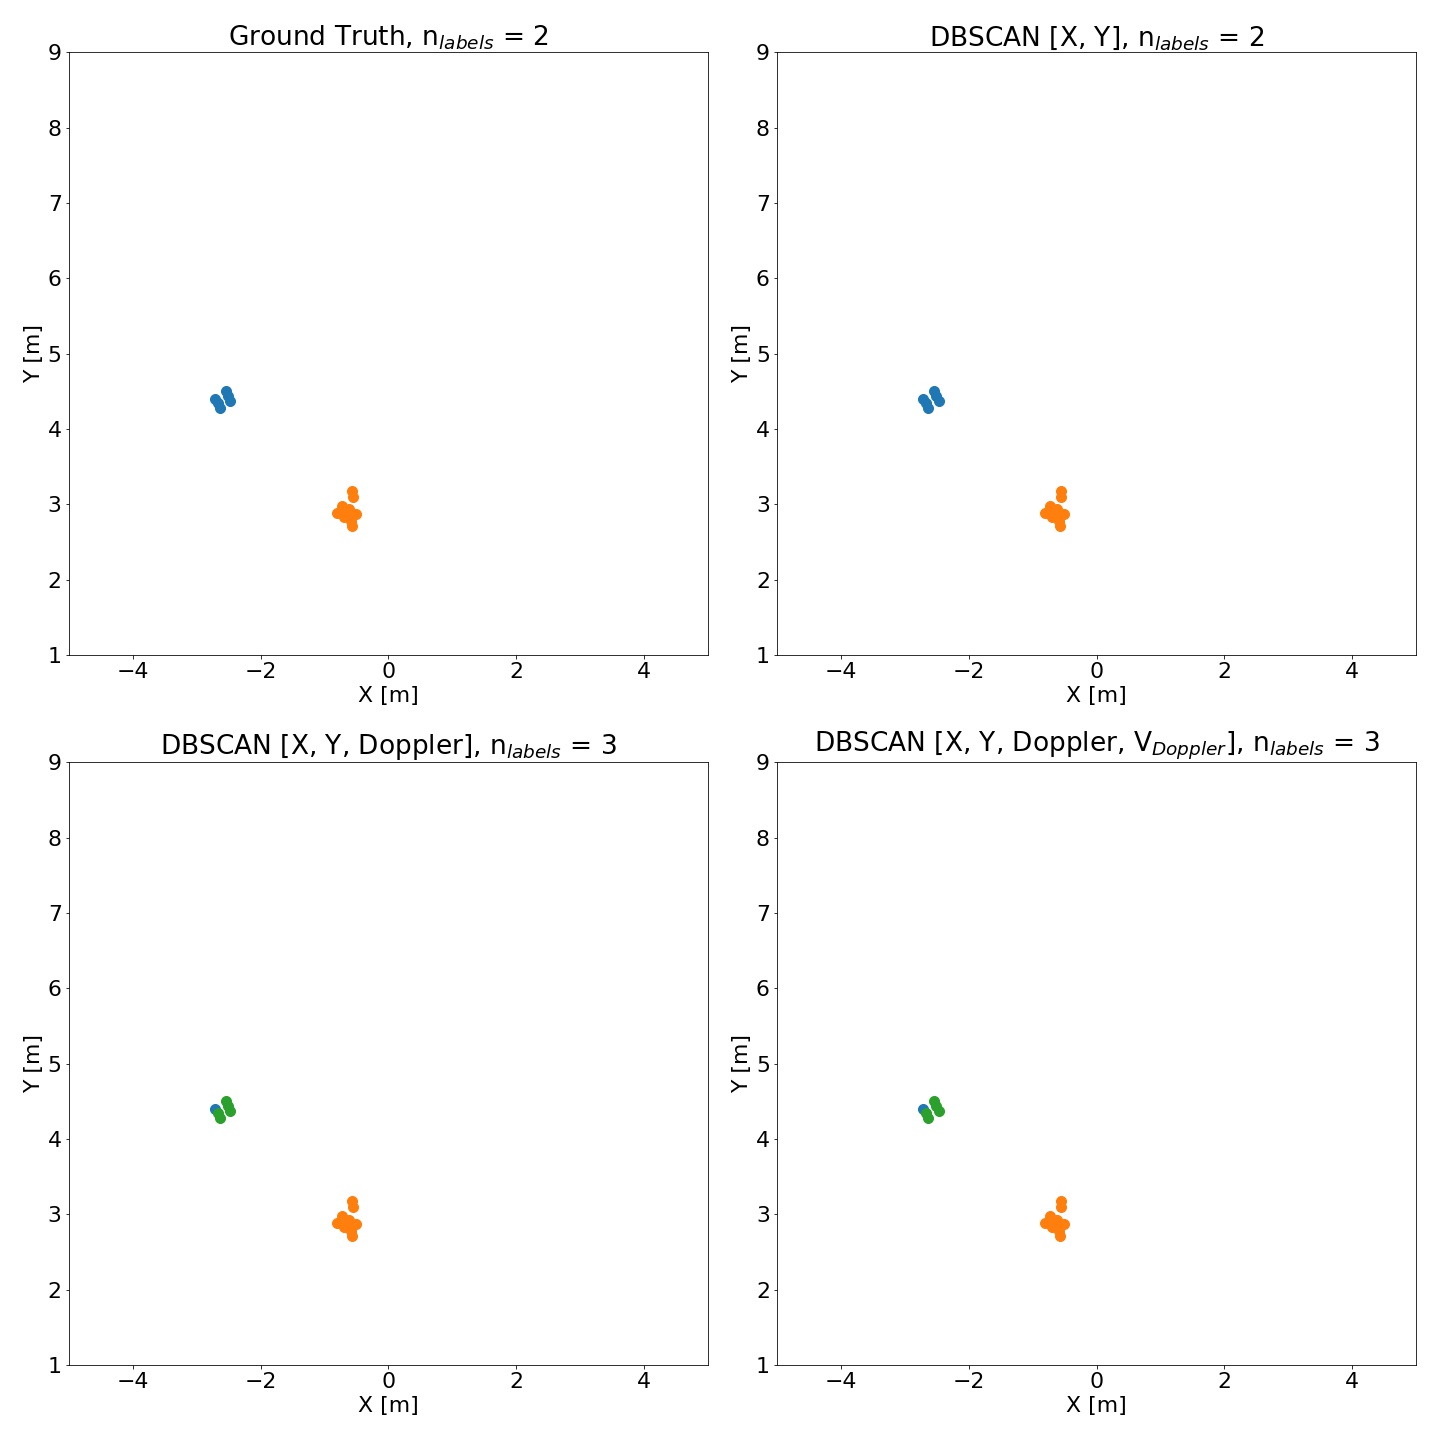 Ground Truth, n_labels = 2
9
8
7
6
5
4
3
2
1
Y [m]
−4 −2 0 2 4
X [m]
DBSCAN [X, Y], n_labels = 2
9
8
7
6
5
4
3
2
1
Y [m]
−4 −2 0 2 4
X [m]
DBSCAN [X, Y, Doppler], n_labels = 3
9
8
7
6
5
4
3
2
1
Y [m]
−4 −2 0 2 4
X [m]
DBSCAN [X, Y, Doppler, V_Doppler], n_labels = 3
9
8
7
6
5
4
3
2
1
Y [m]
−4 −2 0 2 4
X [m]